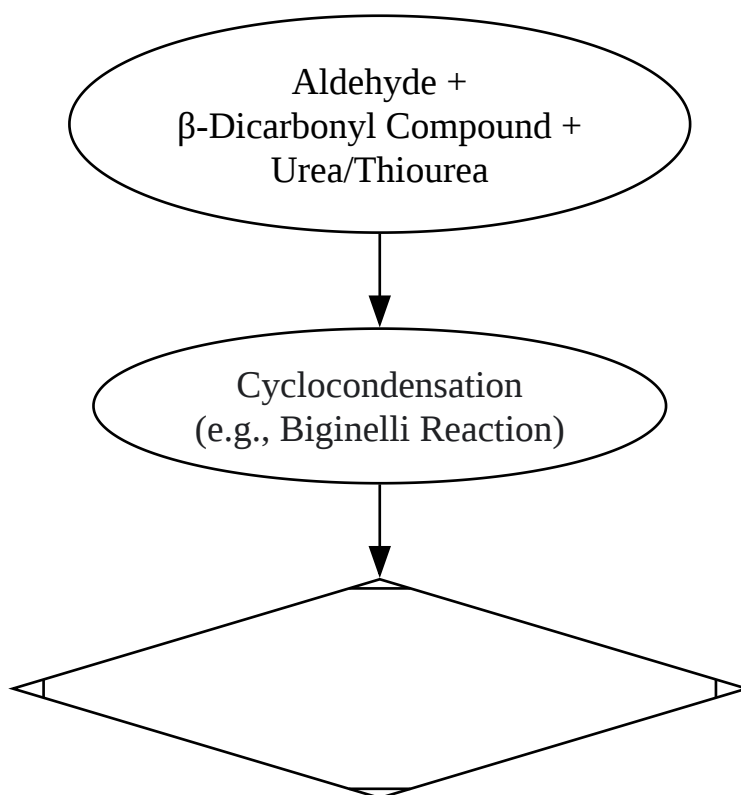 Aldehyde +
β-Dicarbonyl Compound +
Urea/Thiourea
Cyclocondensation
(e.g., Biginelli Reaction)